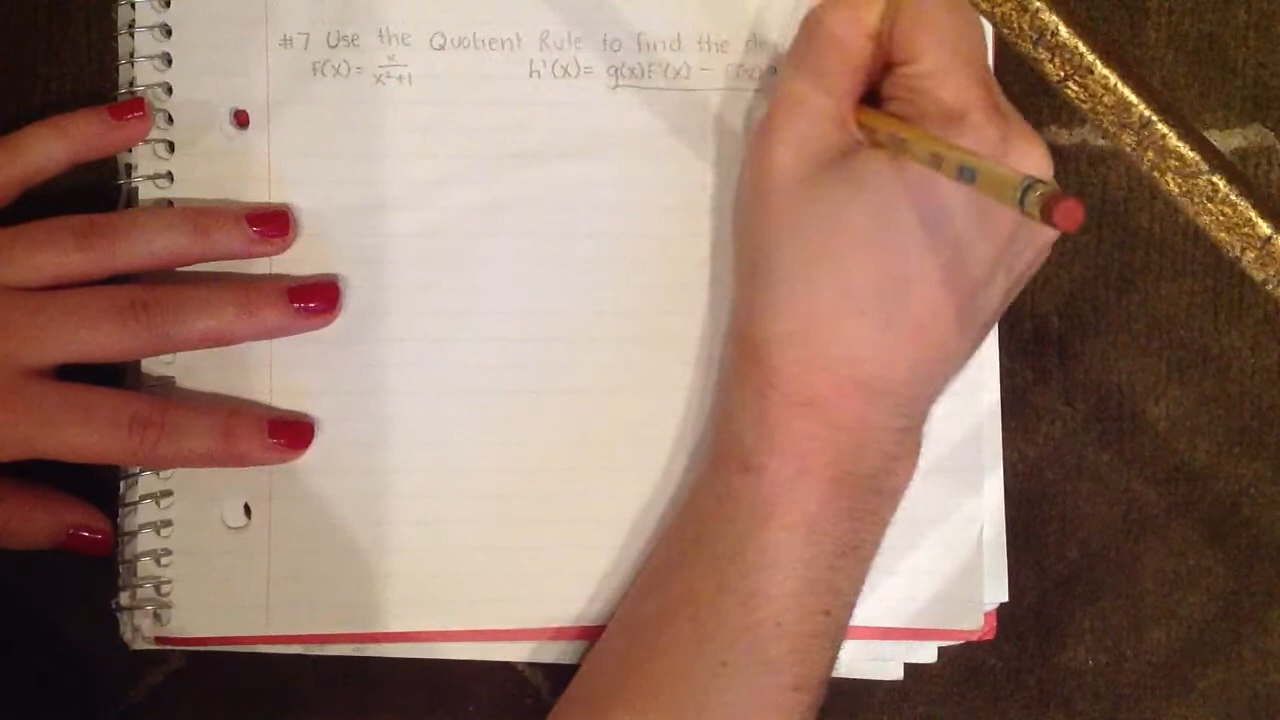 #7 Use the Quotient Rule to find the
f(x) = x/(x²+1) h'(x) = g(x)f'(x) - f(x)